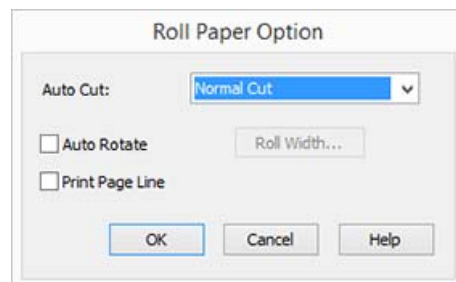 Roll Paper Option
Auto Cut: Normal Cut
Auto Rotate Roll Width...
Print Page Line
OK Cancel Help